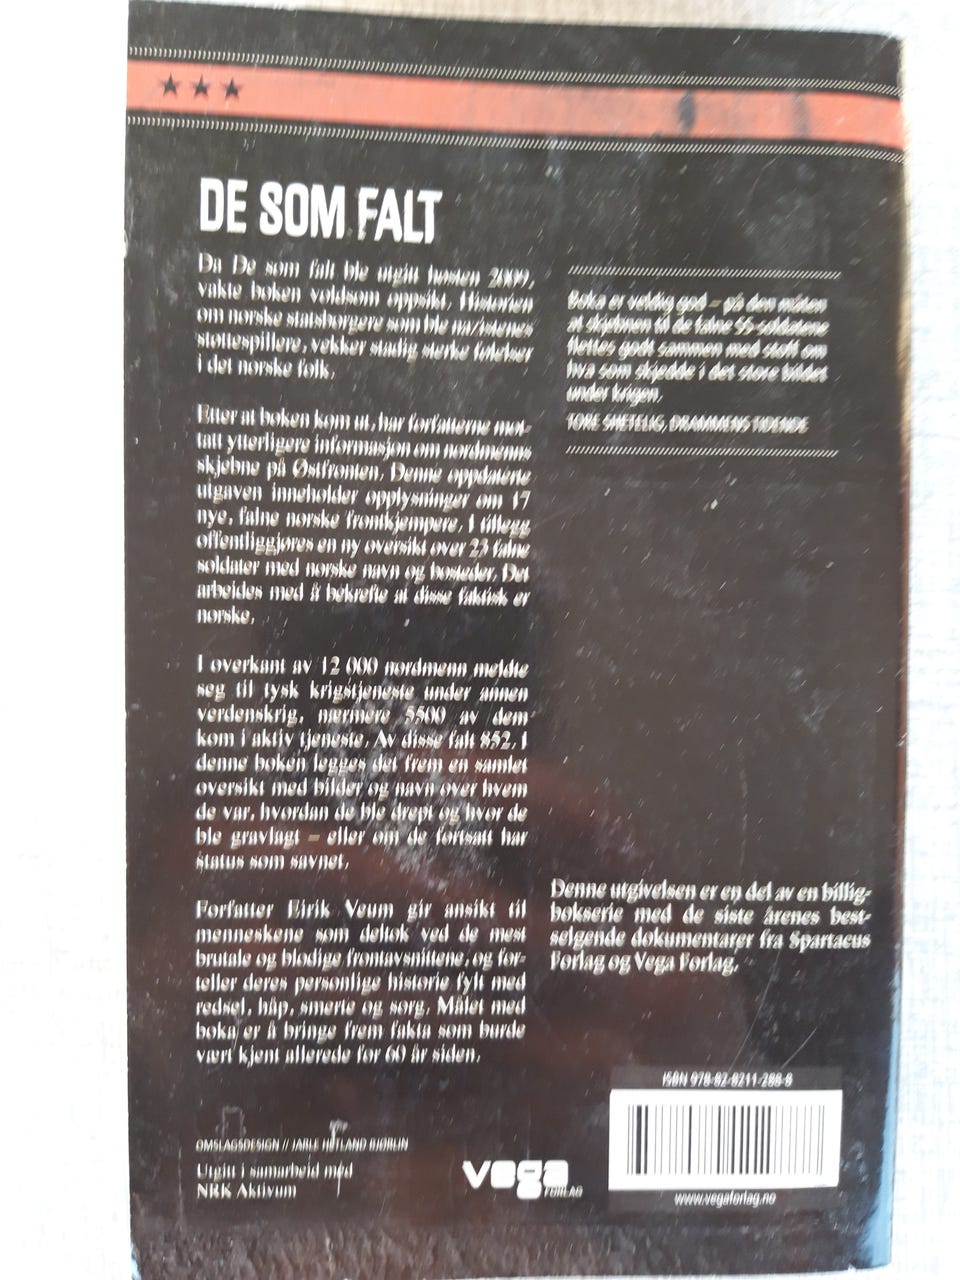 DE SOM FALT
Da De som falt ble utgitt høsten 2009,
vakte boken voldsom oppsikt. Historien
om norske statsborgere som ble nazistenes
støttespillere, vekker stadig sterke følelser
i det norske folk.
Etter at boken kom ut, har forfatterne mot-
tatt ytterligere informasjon om nordmenns
skjebne på Østfronten. Denne oppdaterte
utgaven inneholder opplysninger om 17
nye, falne norske frontkjempere. I tillegg
offentliggjøres en ny oversikt over 23 falne
soldater med norske navn og bosteder. Det
arbeides med å bekrefte at disse faktisk er
norske.
I overkant av 12 000 nordmenn meldte
seg til tysk krigstjeneste under annen
verdenskrig, nærmere 5500 av dem
kom i aktiv tjeneste. Av disse falt 852. I
denne boken legges det frem en samlet
oversikt med bilder og navn over hvem
de var, hvordan de ble drept og hvor de
ble gravlagt – eller om de fortsatt har
status som savnet.
Forfatter Eirik Veum gir ansikt til
menneskene som deltok ved de mest
brutale og blodige frontavsnittene, og for-
teller deres personlige historie fylt med
redsel, håp, smerte og sorg. Målet med
boka er å bringe frem fakta som burde
vært kjent allerede for 60 år siden.
OMSLAGSDESIGN // JARLE HETLAND BJØRLIN
Utgitt i samarbeid med
NRK Aktivum
Boka er veldig god – på den måten
at skjebnen til de falne SS-soldatene
flettes godt sammen med stoff om
hva som skjedde i det store bildet
under krigen.
TORE SHETELIG, DRAMMENS TIDENDE
Denne utgivelsen er en del av en billig-
bokserie med de siste årenes best-
selgende dokumentarer fra Spartacus
Forlag og Vega Forlag.
vega
FORLAG
ISBN 978-82-8211-288-8
www.vegaforlag.no